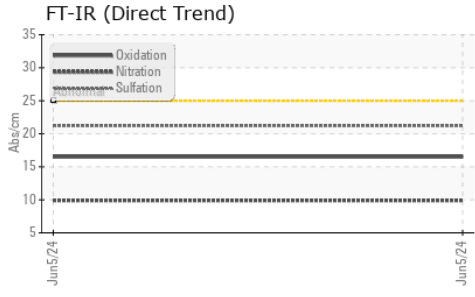 FT-IR (Direct Trend)
35
30
25
20
15
10
5
Abs/cm
Oxidation
Nitration
Sulfation
Abnormal
Jun5/24
Jun5/24